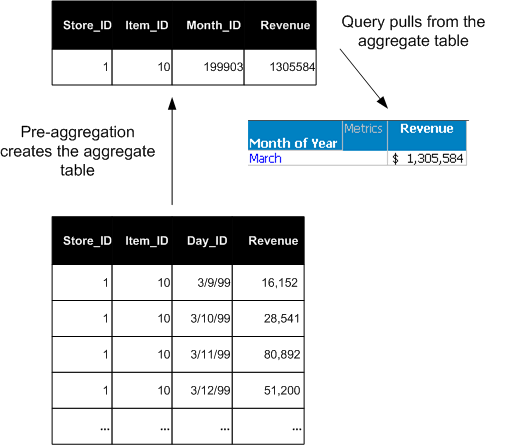 Store_ID Item_ID Month_ID Revenue
1 10 199903 1305584
Query pulls from the
aggregate table
Pre-aggregation
creates the aggregate
table
Metrics Revenue
Month of Year
March $ 1,305,584
Store_ID Item_ID Day_ID Revenue
1 10 3/9/99 16,152
1 10 3/10/99 28,541
1 10 3/11/99 80,892
1 10 3/12/99 51,200
... ... ... ...